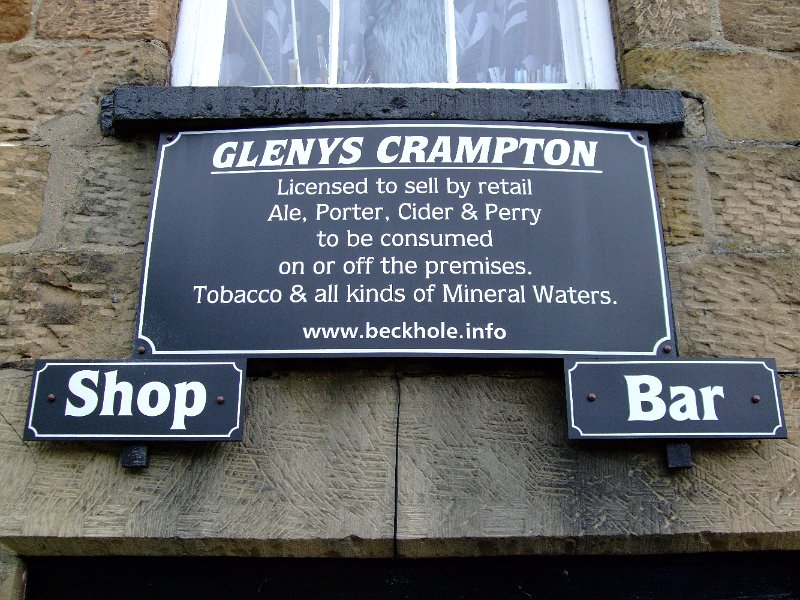 GLENYS CRAMPTON
Licensed to sell by retail
Ale, Porter, Cider & Perry
to be consumed
on or off the premises.
Tobacco & all kinds of Mineral Waters.
www.beckhole.info
Shop
Bar